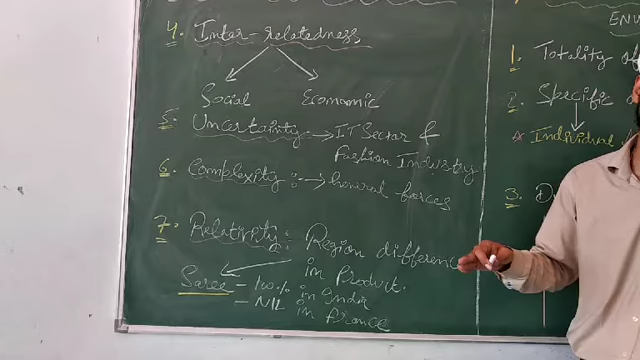 4. Inter-relatedness
Social Economic
5. Uncertainty → IT Sector &
Fashion Industry
6. Complexity :- → General forces
7. Relativity :- Region difference
in Product.
Saree - 100% in India
- NIL in France
ENV
1. Totality of
2. Specific
* Individual
3. D